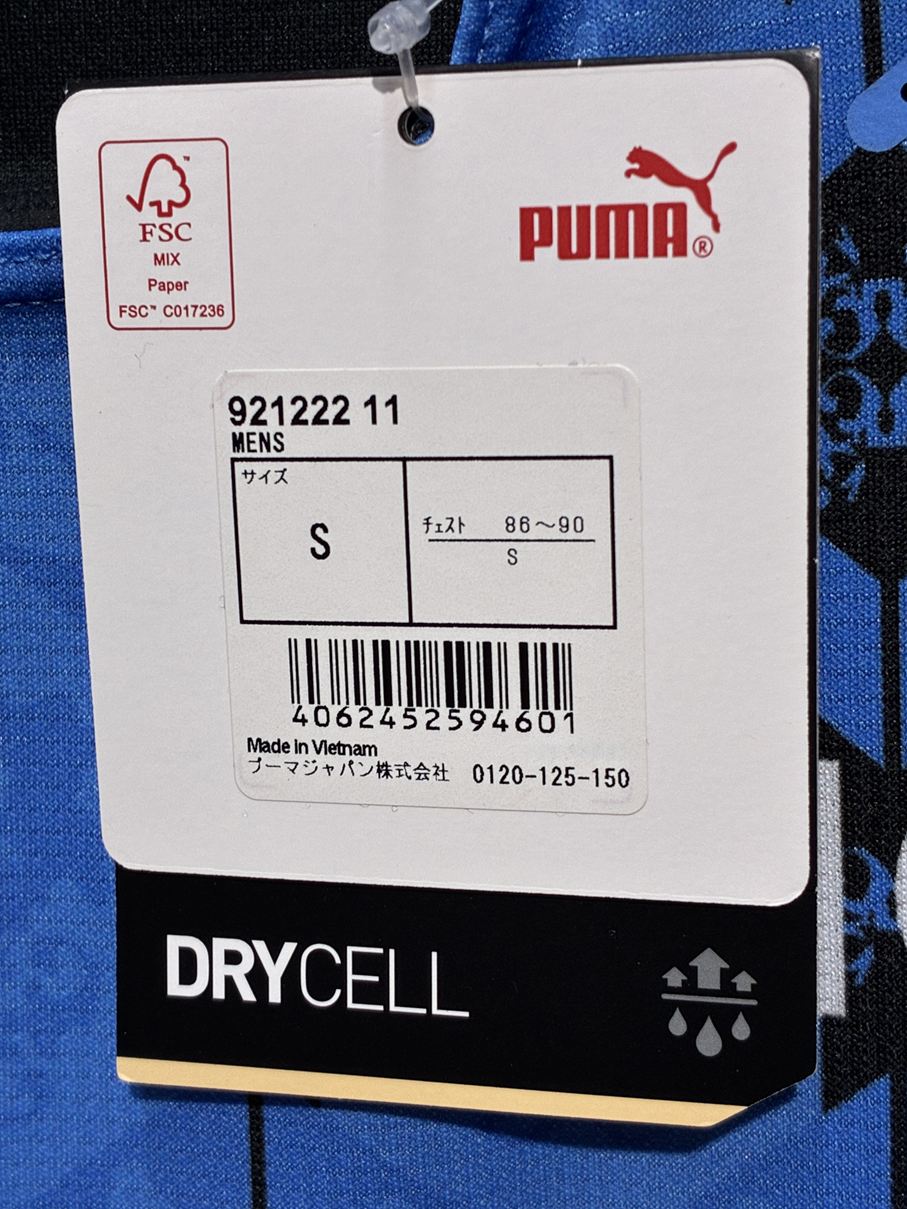 FSC™
MIX
Paper
FSC™ C017236
PUMA®
921222 11
MENS
サイズ
S
ﾁｪｽﾄ 86～90
S
4062452594601
Made in Vietnam
プーマジャパン株式会社 0120-125-150
DRYCELL